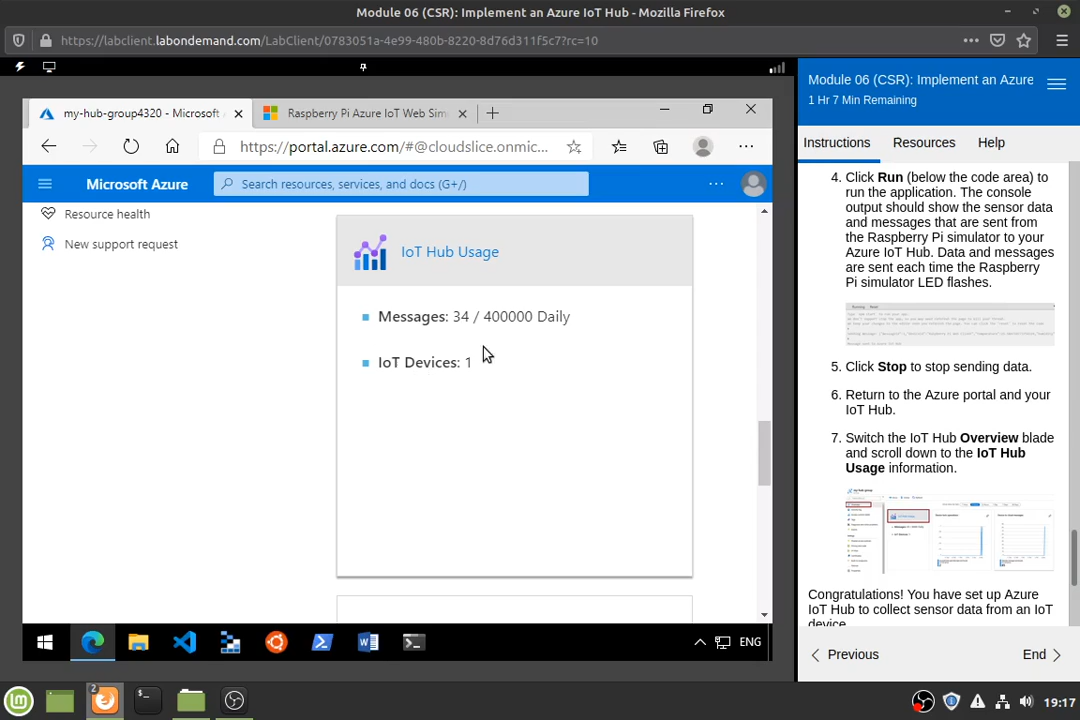 Module 06 (CSR): Implement an Azure IoT Hub - Mozilla Firefox
https://labclient.labondemand.com/LabClient/0783051a-4e99-480b-8220-8d76d311f5c7?rc=10
my-hub-group4320 - Microsoft
Raspberry Pi Azure IoT Web Sim
https://portal.azure.com/#@cloudslice.onmic...
Microsoft Azure
Search resources, services, and docs (G+/)
Resource health
New support request
IoT Hub Usage
Messages: 34 / 400000 Daily
IoT Devices: 1
ENG
Module 06 (CSR): Implement an Azure
1 Hr 7 Min Remaining
Instructions
Resources
Help
4. Click Run (below the code area) to
run the application. The console
output should show the sensor data
and messages that are sent from
the Raspberry Pi simulator to your
Azure IoT Hub. Data and messages
are sent each time the Raspberry
Pi simulator LED flashes.
5. Click Stop to stop sending data.
6. Return to the Azure portal and your
IoT Hub.
7. Switch the IoT Hub Overview blade
and scroll down to the IoT Hub
Usage information.
Congratulations! You have set up Azure
IoT Hub to collect sensor data from an IoT
device
Previous
End
2
19:17